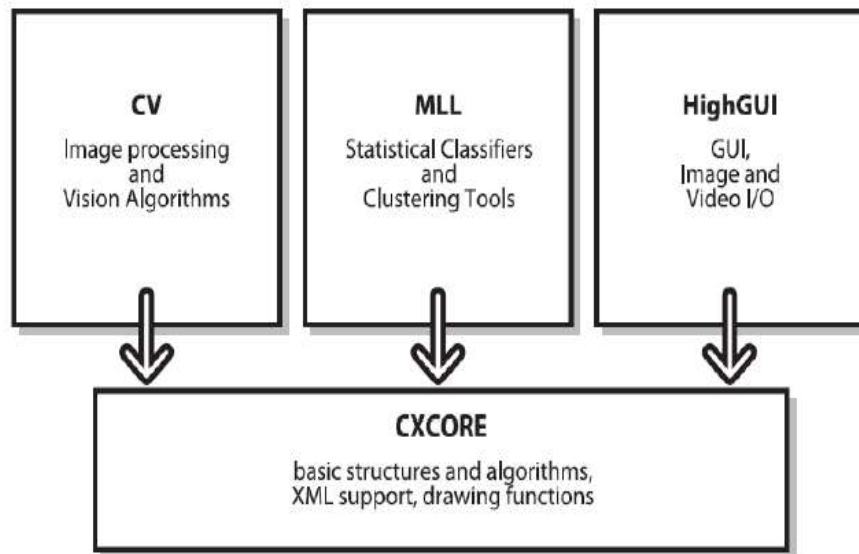 CV
Image processing
and
Vision Algorithms
MLL
Statistical Classifiers
and
Clustering Tools
HighGUI
GUI,
Image and
Video I/O
CXCORE
basic structures and algorithms,
XML support, drawing functions